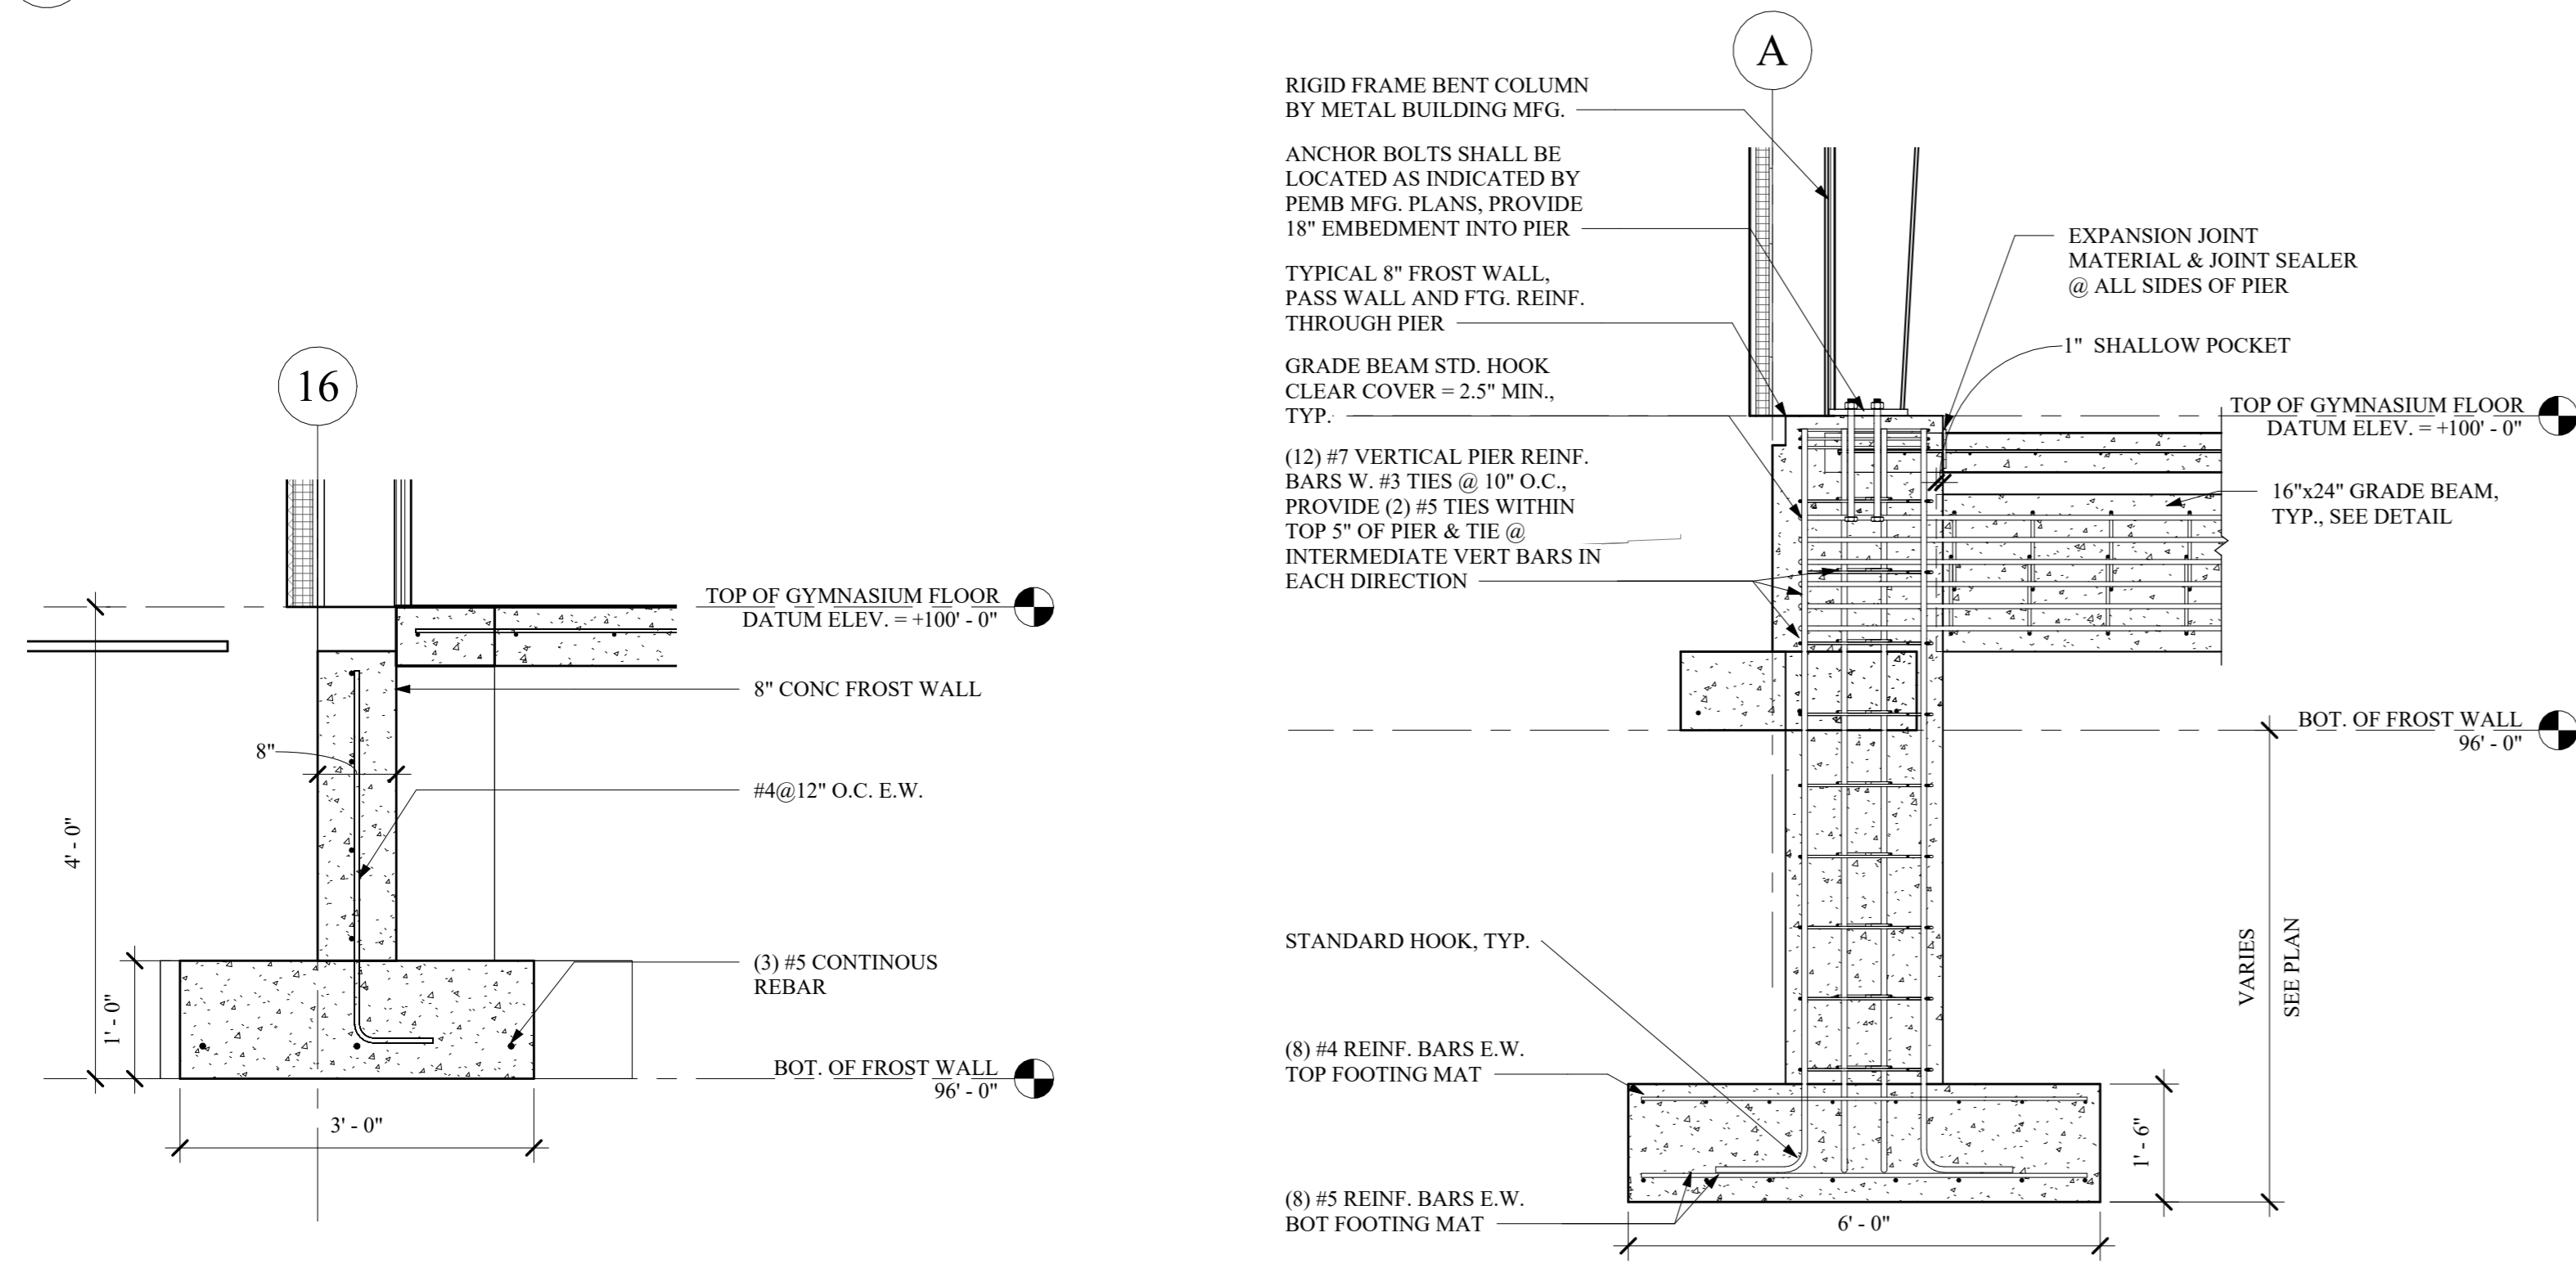 16
TOP OF GYMNASIUM FLOOR
DATUM ELEV. = +100' - 0"
8" CONC FROST WALL
8"
#4@12" O.C. E.W.
4' - 0"
(3) #5 CONTINOUS
REBAR
1' - 0"
BOT. OF FROST WALL
96' - 0"
3' - 0"
A
RIGID FRAME BENT COLUMN
BY METAL BUILDING MFG.
ANCHOR BOLTS SHALL BE
LOCATED AS INDICATED BY
PEMB MFG. PLANS, PROVIDE
18" EMBEDMENT INTO PIER
TYPICAL 8" FROST WALL,
PASS WALL AND FTG. REINF.
THROUGH PIER
GRADE BEAM STD. HOOK
CLEAR COVER = 2.5" MIN.,
TYP.
(12) #7 VERTICAL PIER REINF.
BARS W. #3 TIES @ 10" O.C.,
PROVIDE (2) #5 TIES WITHIN
TOP 5" OF PIER & TIE @
INTERMEDIATE VERT BARS IN
EACH DIRECTION
STANDARD HOOK, TYP.
(8) #4 REINF. BARS E.W.
TOP FOOTING MAT
(8) #5 REINF. BARS E.W.
BOT FOOTING MAT
EXPANSION JOINT
MATERIAL & JOINT SEALER
@ ALL SIDES OF PIER
1" SHALLOW POCKET
TOP OF GYMNASIUM FLOOR
DATUM ELEV. = +100' - 0"
16"x24" GRADE BEAM,
TYP., SEE DETAIL
BOT. OF FROST WALL
96' - 0"
VARIES
SEE PLAN
1' - 6"
6' - 0"